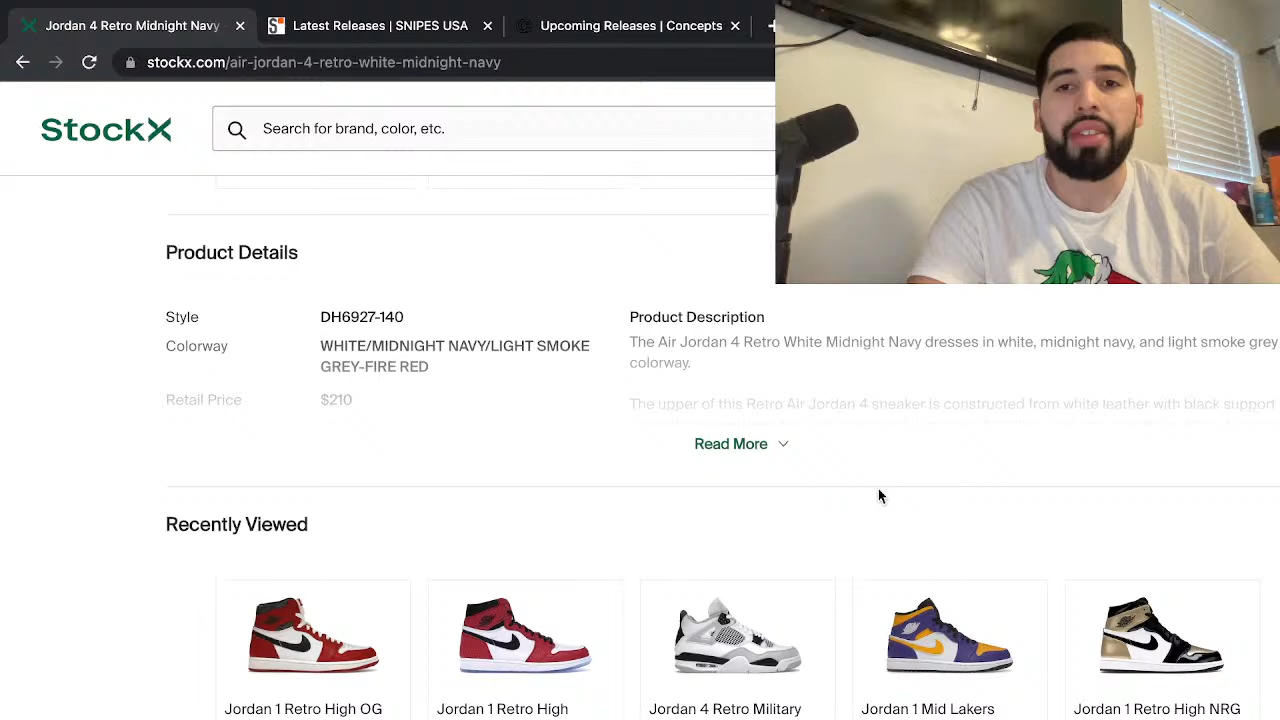 Jordan 4 Retro Midnight Navy
Latest Releases | SNIPES USA
Upcoming Releases | Concepts
stockx.com/air-jordan-4-retro-white-midnight-navy
StockX
Search for brand, color, etc.
Product Details
Style
DH6927-140
Colorway
WHITE/MIDNIGHT NAVY/LIGHT SMOKE
GREY-FIRE RED
Retail Price
$210
Product Description
The Air Jordan 4 Retro White Midnight Navy dresses in white, midnight navy, and light smoke grey
colorway.
The upper of this Retro Air Jordan 4 sneaker is constructed from white leather with black support
Read More
Recently Viewed
Jordan 1 Retro High OG
Jordan 1 Retro High
Jordan 4 Retro Military
Jordan 1 Mid Lakers
Jordan 1 Retro High NRG